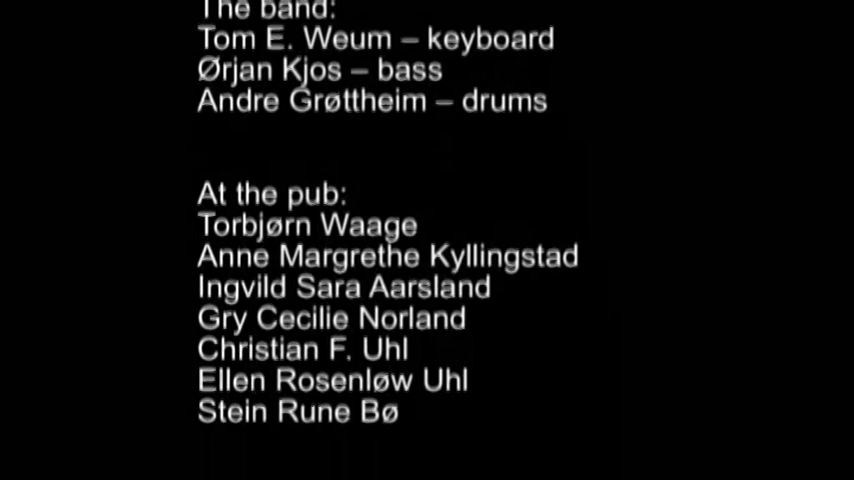 The band:
Tom E. Weum – keyboard
Ørjan Kjos – bass
Andre Grøttheim – drums
At the pub:
Torbjørn Waage
Anne Margrethe Kyllingstad
Ingvild Sara Aarsland
Gry Cecilie Norland
Christian F. Uhl
Ellen Rosenløw Uhl
Stein Rune Bø